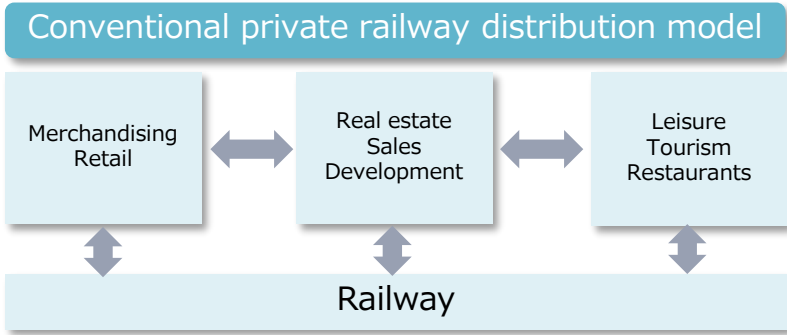 Conventional private railway distribution model
Merchandising
Retail
Real estate
Sales
Development
Leisure
Tourism
Restaurants
Railway